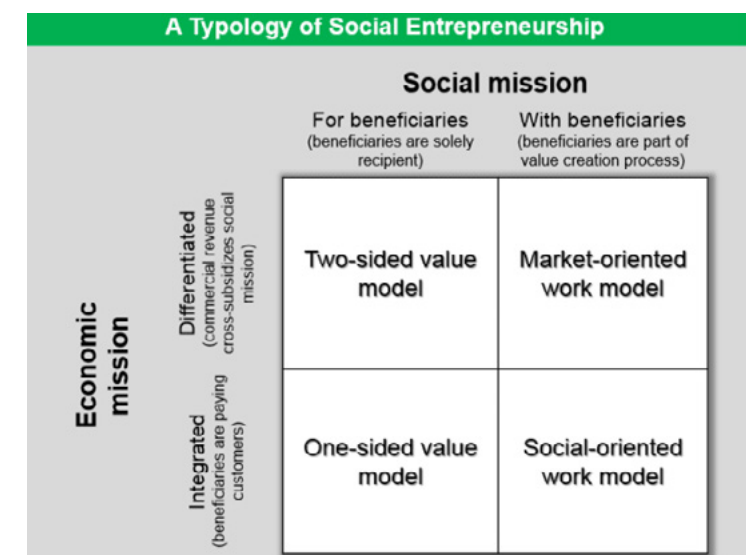 A Typology of Social Entrepreneurship
Social mission
For beneficiaries
(beneficiaries are solely
recipient)
With beneficiaries
(beneficiaries are part of
value creation process)
Economic
mission
Differentiated
(commercial revenue
cross-subsidizes social
mission)
Two-sided value
model
Market-oriented
work model
Integrated
(beneficiaries are paying
customers)
One-sided value
model
Social-oriented
work model